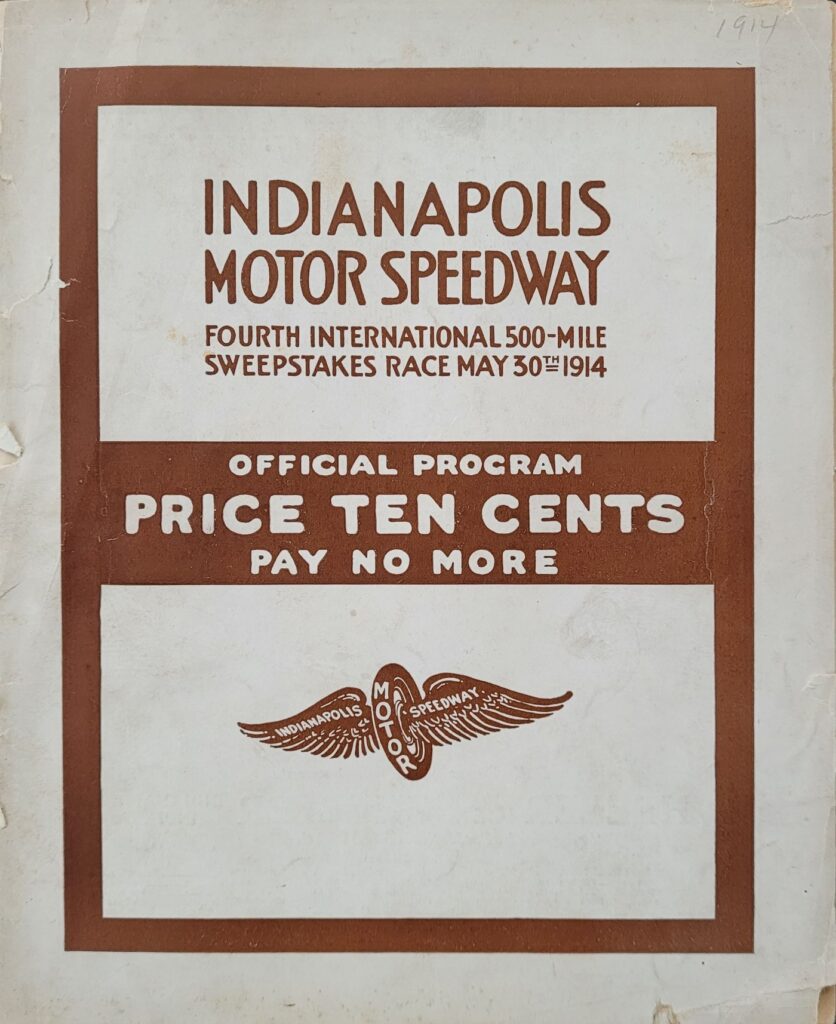 1914
INDIANAPOLIS
MOTOR SPEEDWAY
FOURTH INTERNATIONAL 500-MILE
SWEEPSTAKES RACE MAY 30TH 1914
OFFICIAL PROGRAM
PRICE TEN CENTS
PAY NO MORE
INDIANAPOLIS MOTOR SPEEDWAY